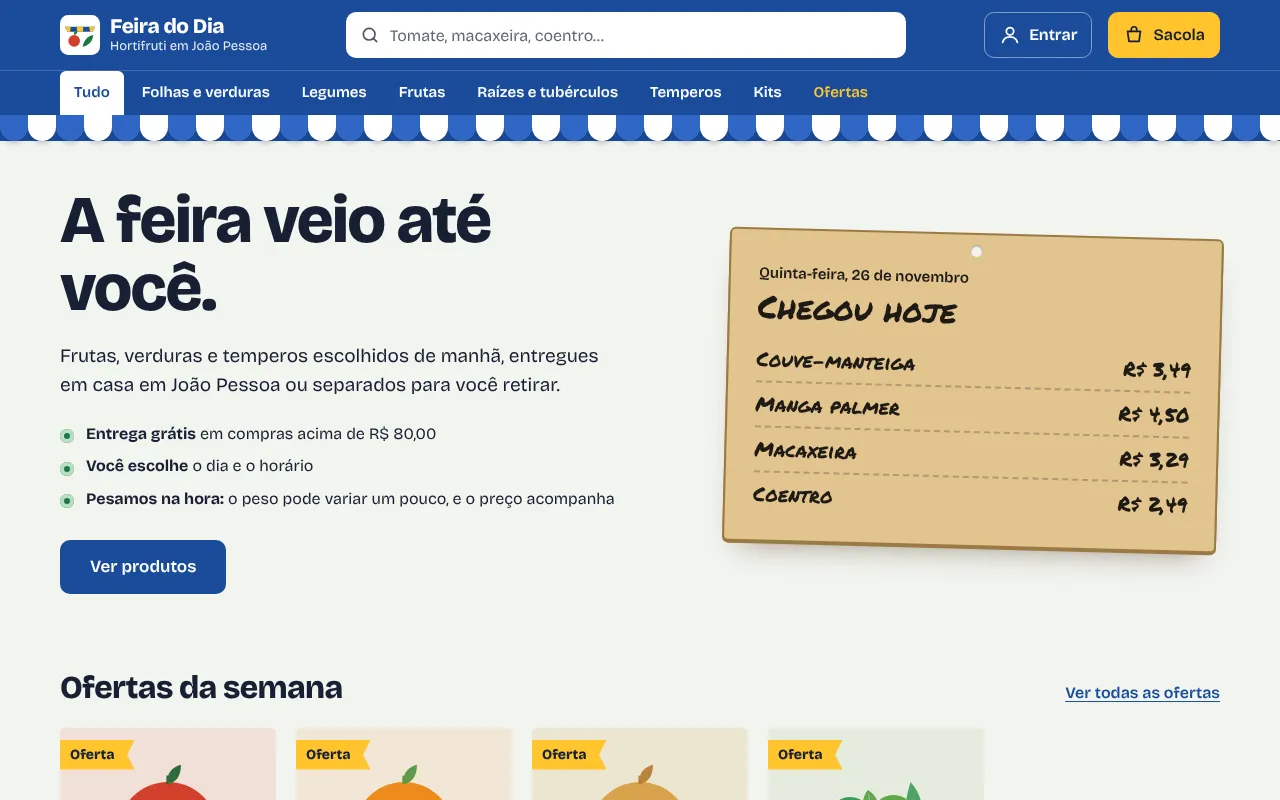 Feira do Dia
Hortifruti em João Pessoa
Tomate, macaxeira, coentro...
Entrar
Sacola
Tudo
Folhas e verduras
Legumes
Frutas
Raízes e tubérculos
Temperos
Kits
Ofertas
A feira veio até
você.
Frutas, verduras e temperos escolhidos de manhã, entregues
em casa em João Pessoa ou separados para você retirar.
Entrega grátis em compras acima de R$ 80,00
Você escolhe o dia e o horário
Pesamos na hora: o peso pode variar um pouco, e o preço acompanha
Ver produtos
Quinta-feira, 26 de novembro
Chegou hoje
Couve-manteiga R$ 3,49
Manga palmer R$ 4,50
Macaxeira R$ 3,29
Coentro R$ 2,49
Ofertas da semana
Ver todas as ofertas
Oferta
Oferta
Oferta
Oferta